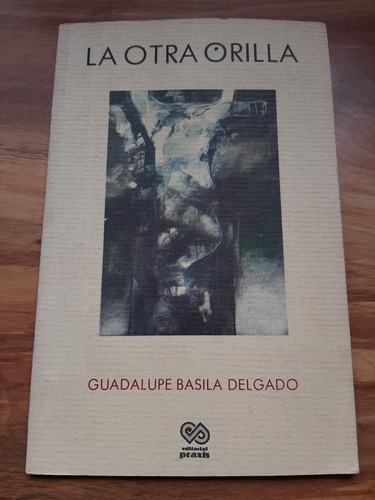 LA OTRA ORILLA
GUADALUPE BASILA DELGADO
editorial
praxis